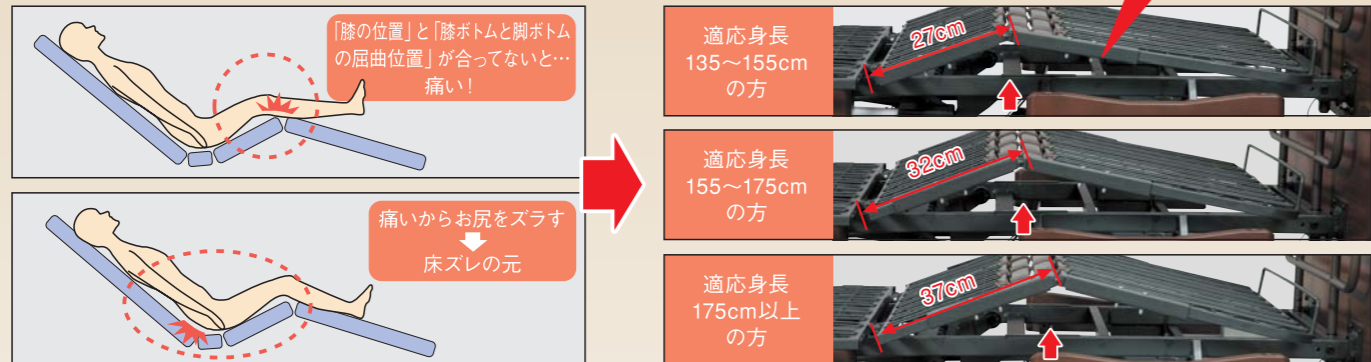 「膝の位置」と「膝ボトムと脚ボトム
の屈曲位置」が合ってないと…
痛い！
痛いからお尻をズラす
床ズレの元
適応身長
135〜155cm
の方
27cm
適応身長
155〜175cm
の方
32cm
適応身長
175cm以上
の方
37cm